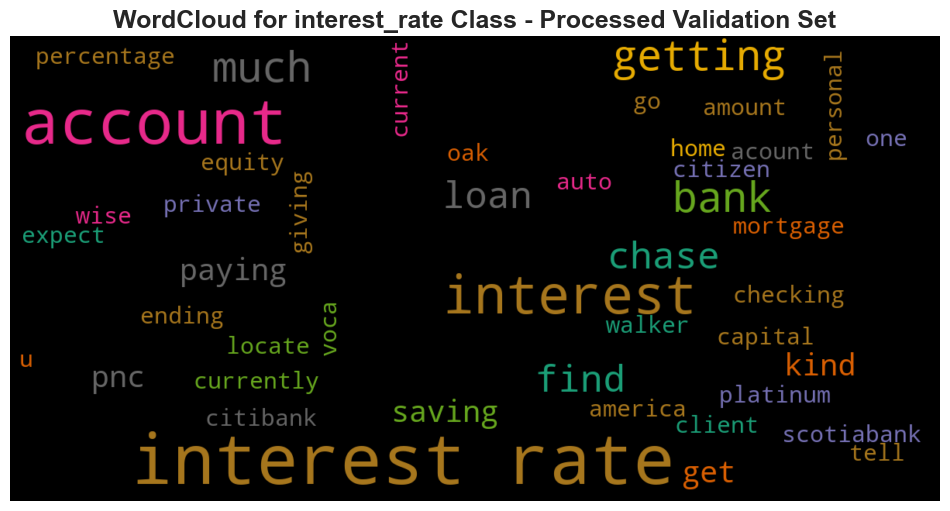 WordCloud for interest_rate Class - Processed Validation Set
percentage
much
current
getting
personal
account
go
amount
equity
oak
home
acount
one
citizen
giving
private
wise
loan
auto
bank
expect
mortgage
paying
chase
interest
checking
ending
voca
walker
capital
locate
u
pnc
currently
find
kind
citibank
saving
america
platinum
client
scotiabank
tell
interest rate
get